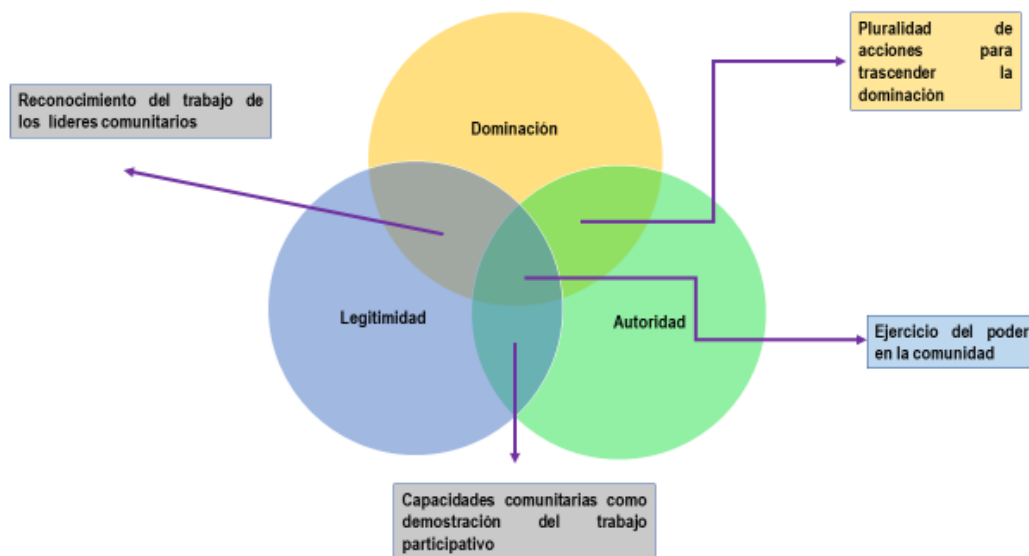 Pluralidad de
acciones para
trascender la
dominación
Reconocimiento del trabajo de
los líderes comunitarios
Dominación
Legitimidad
Autoridad
Ejercicio del poder
en la comunidad
Capacidades comunitarias como
demostración del trabajo
participativo